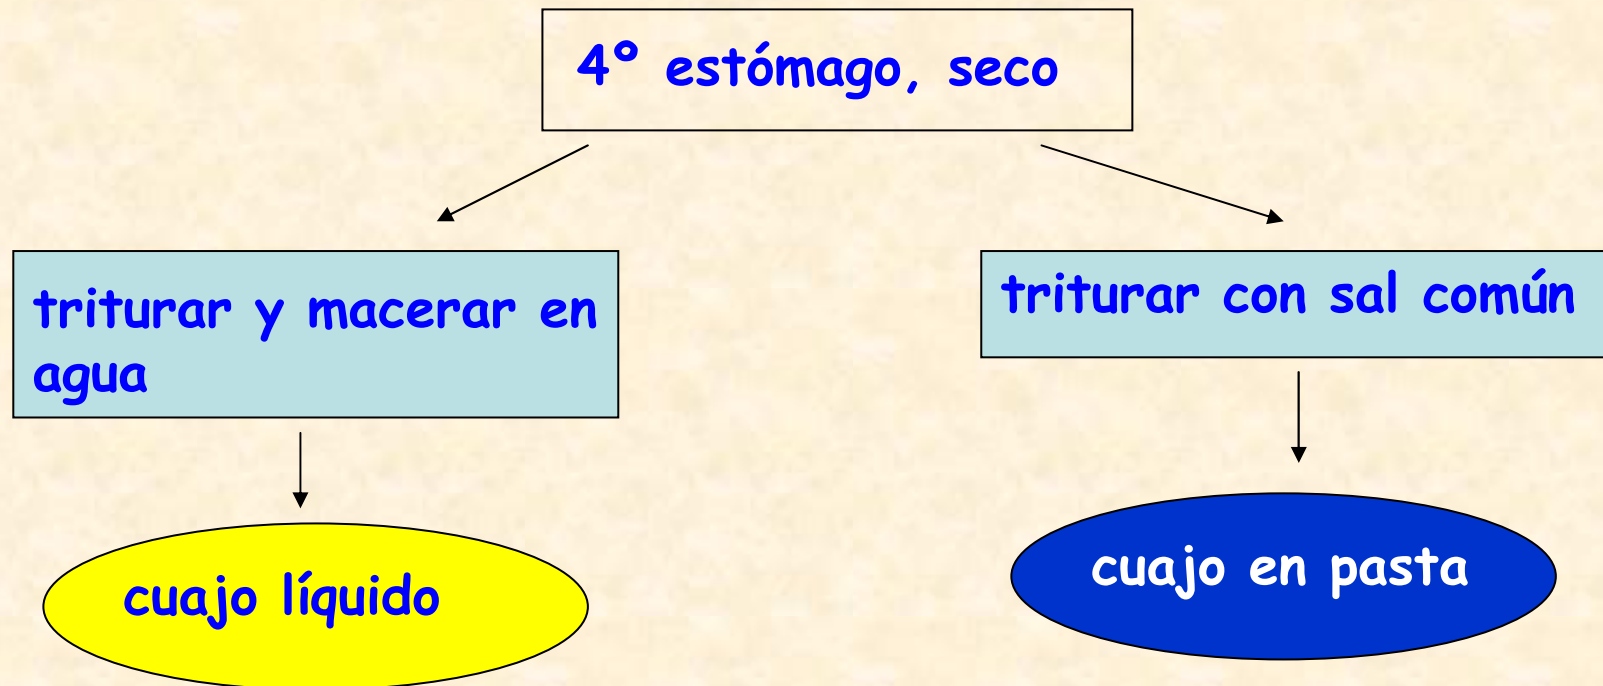 4º estómago, seco
triturar y macerar en
agua
triturar con sal común
cuajo líquido
cuajo en pasta